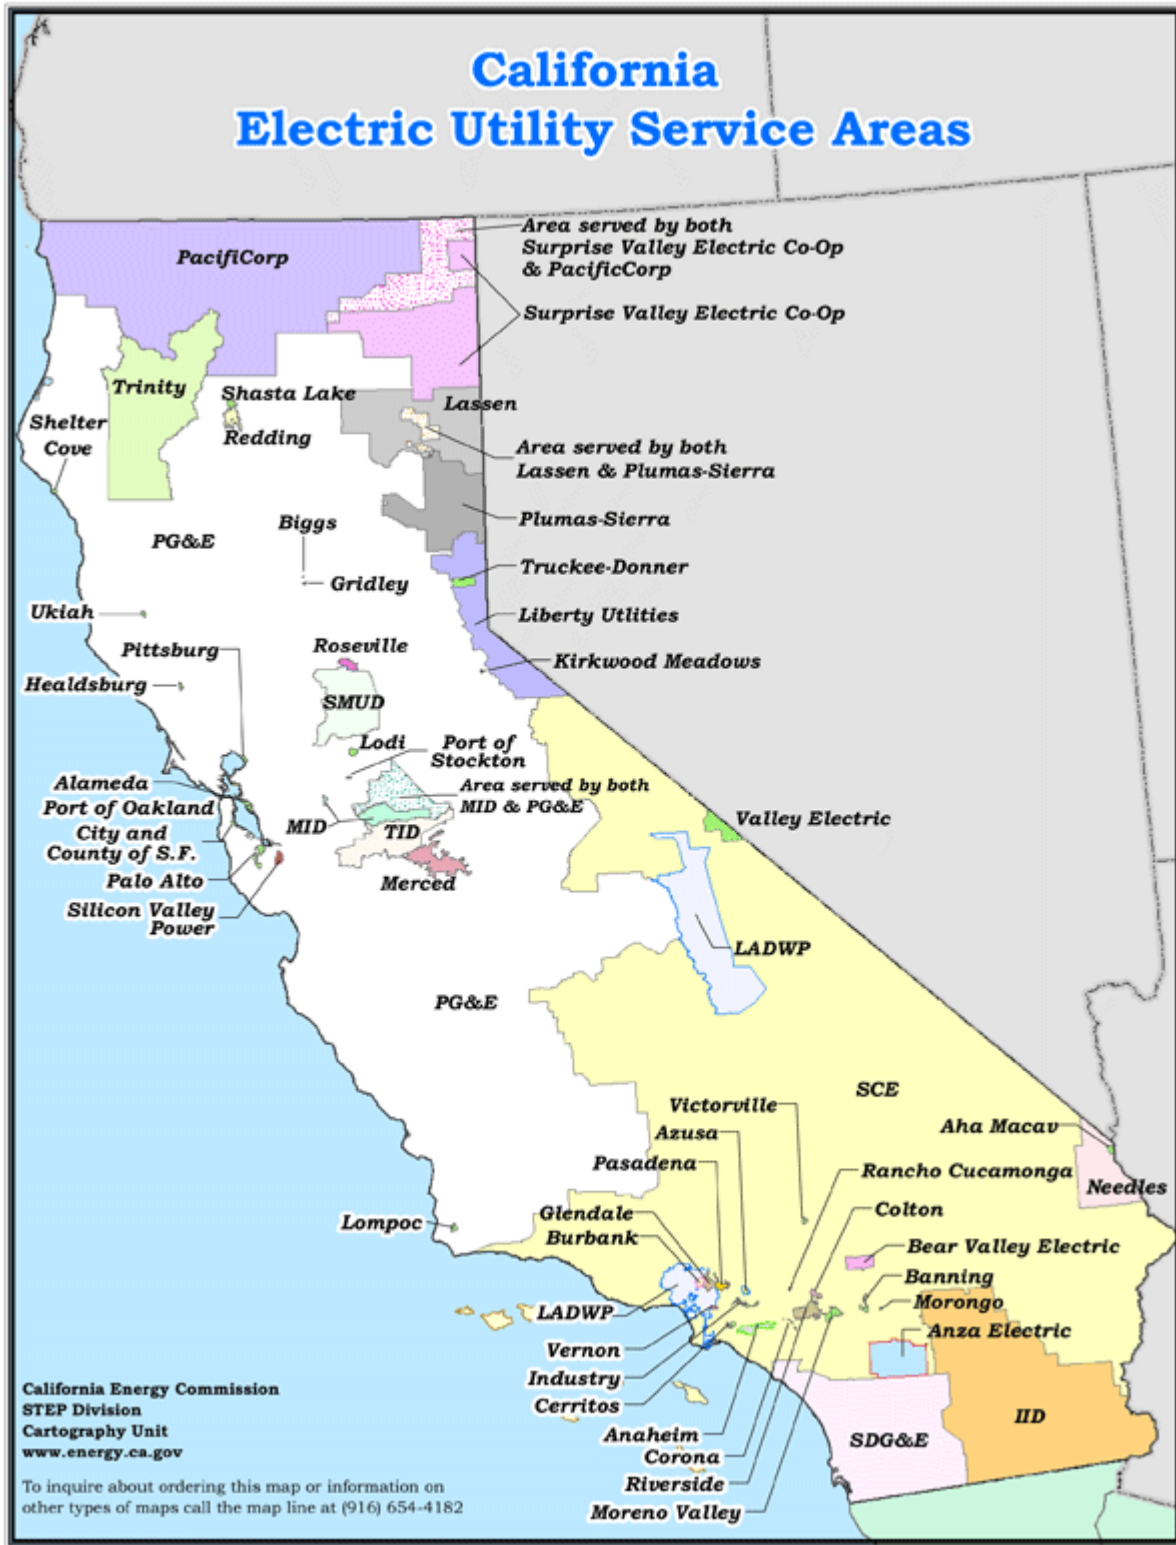 California
Electric Utility Service Areas
PacifiCorp
Area served by both
Surprise Valley Electric Co-Op
& PacificCorp
Surprise Valley Electric Co-Op
Trinity
Shasta Lake
Redding
Lassen
Shelter
Cove
Area served by both
Lassen & Plumas-Sierra
Plumas-Sierra
Biggs
PG&E
Gridley
Truckee-Donner
Ukiah
Liberty Utlities
Pittsburg
Roseville
Kirkwood Meadows
Healdsburg
SMUD
Lodi
Port of
Stockton
Alameda
Port of Oakland
City and
County of S.F.
Palo Alto
Silicon Valley
Power
Area served by both
MID & PG&E
MID
TID
Merced
Valley Electric
LADWP
PG&E
SCE
Victorville
Azusa
Pasadena
Aha Macav
Rancho Cucamonga
Needles
Lompoc
Glendale
Burbank
Colton
Bear Valley Electric
Banning
Morongo
Anza Electric
LADWP
Vernon
Industry
Cerritos
Anaheim
Corona
Riverside
Moreno Valley
SDG&E
IID
California Energy Commission
STEP Division
Cartography Unit
www.energy.ca.gov
To inquire about ordering this map or information on
other types of maps call the map line at (916) 654-4182